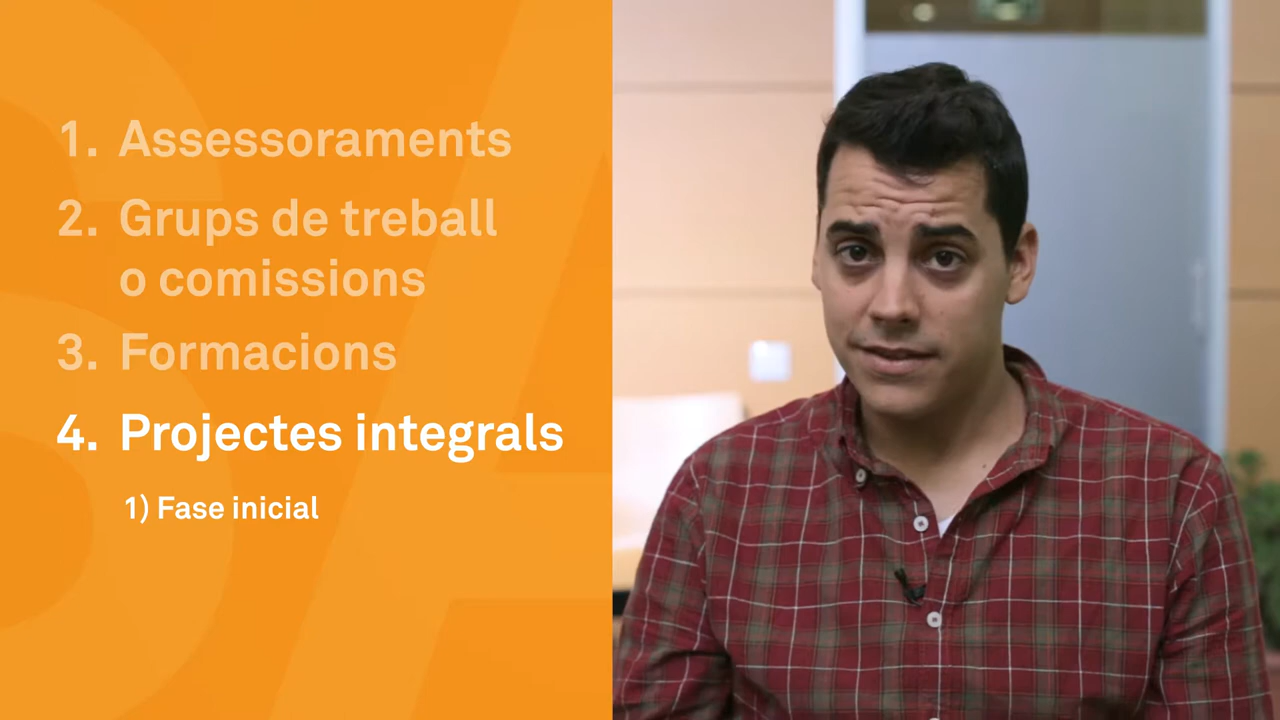 1. Assessoraments
2. Grups de treball
o comissions
3. Formacions
4. Projectes integrals
1) Fase inicial